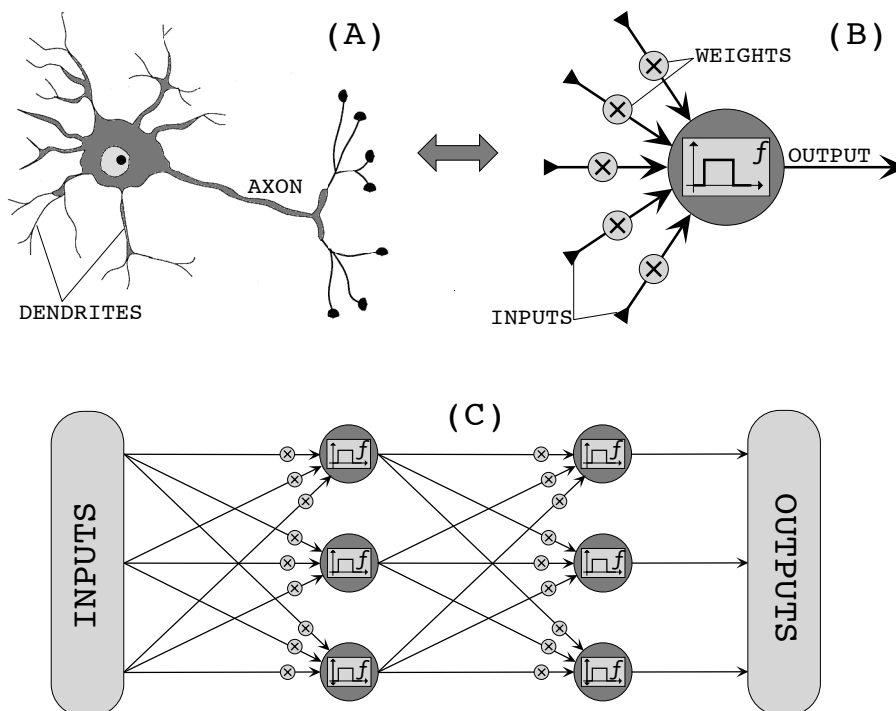 (A)
(B)
WEIGHTS
f
OUTPUT
AXON
DENDRITES
INPUTS
(C)
f
f
INPUTS
OUTPUTS
f
f
f
f